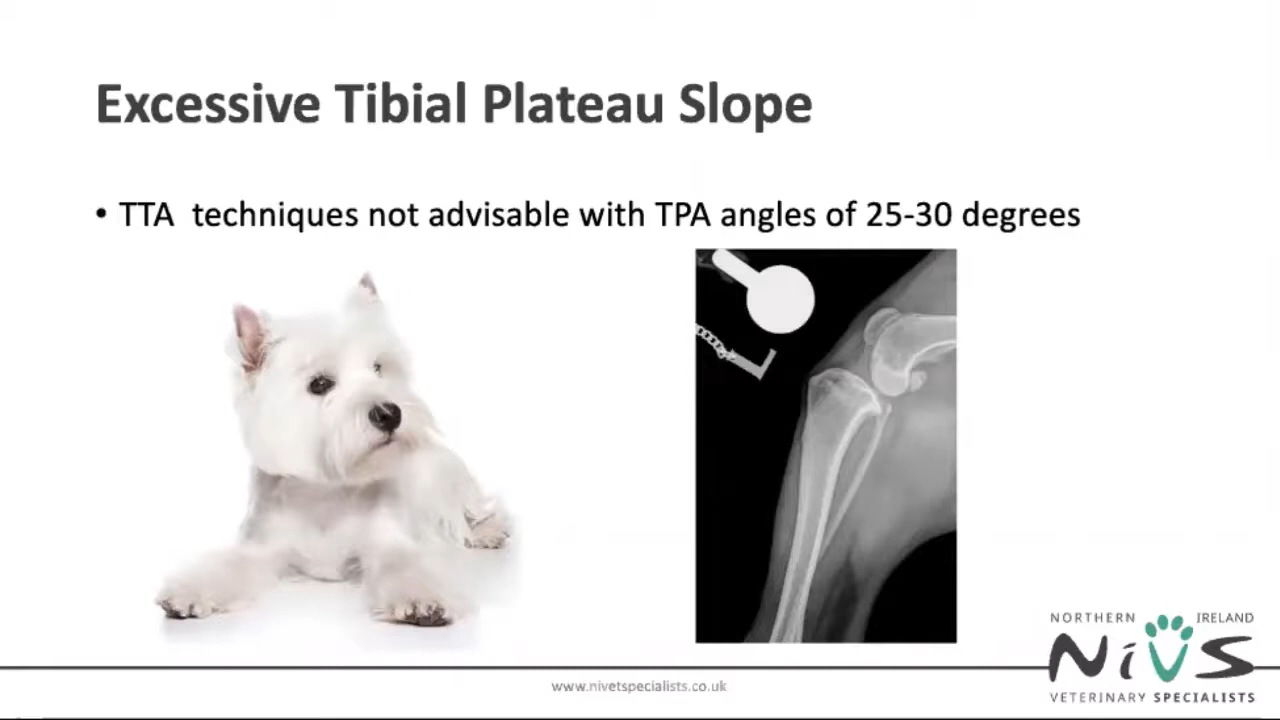 Excessive Tibial Plateau Slope
• TTA techniques not advisable with TPA angles of 25-30 degrees
NORTHERN IRELAND
NiVS
VETERINARY SPECIALISTS
www.nivetspecialists.co.uk